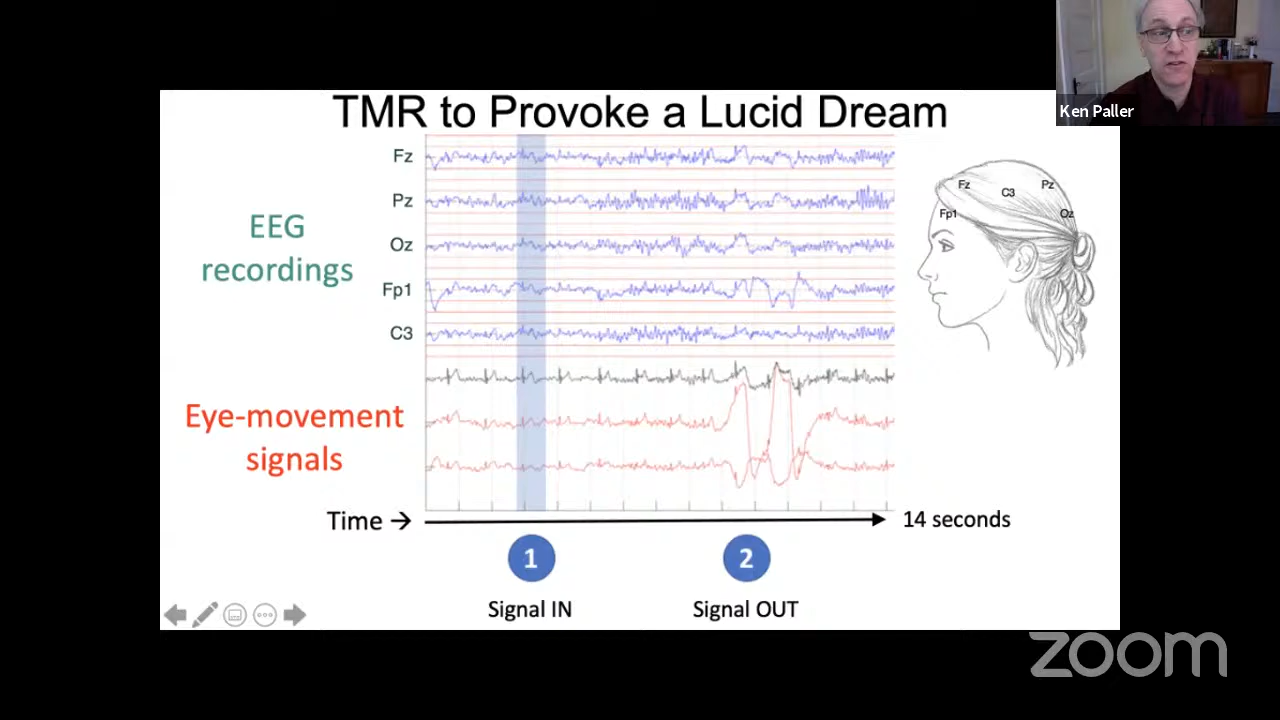 TMR to Provoke a Lucid Dream
Ken Paller
Fz
Pz
Oz
Fp1
C3
EEG
recordings
Eye-movement
signals
Fz
C3
Pz
Fp1
Oz
Time →
14 seconds
1
2
Signal IN
Signal OUT
zoom